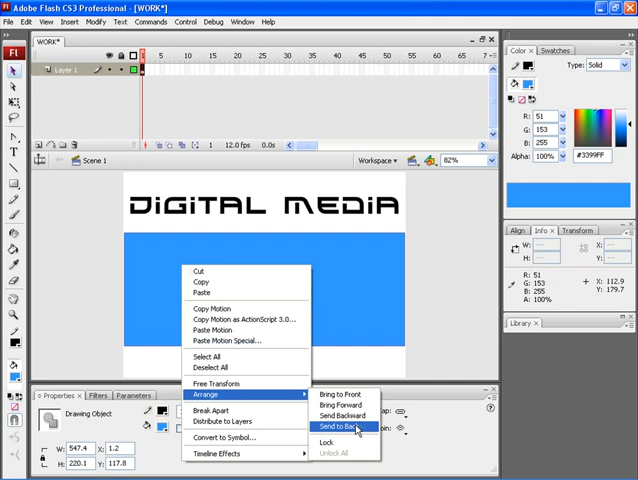 Adobe Flash CS3 Professional - [WORK*]
File Edit View Insert Modify Text Commands Control Debug Window Help
WORK*
1 5 10 15 20 25 30 35 40 45 50 55 60 65 7
Layer 1
1 12.0 fps 0.0s
Scene 1 Workspace 82%
DIGITAL MEDIA
Cut
Copy
Paste
Copy Motion
Copy Motion as ActionScript 3.0...
Paste Motion
Paste Motion Special...
Select All
Deselect All
Free Transform
Arrange
Break Apart
Distribute to Layers
Convert to Symbol...
Timeline Effects
Bring to Front
Bring Forward
Send Backward
Send to Back
Lock
Unlock All
Properties Filters Parameters
Drawing Object
W: 547.4 X: 1.2
H: 220.1 Y: 117.8
Color Swatches
Type: Solid
R: 51
G: 153
B: 255
Alpha: 100% #3399FF
Align Info Transform
W: X:
H: Y:
R: 51
G: 153
B: 255
A: 100%
X: 112.9
Y: 179.7
Library